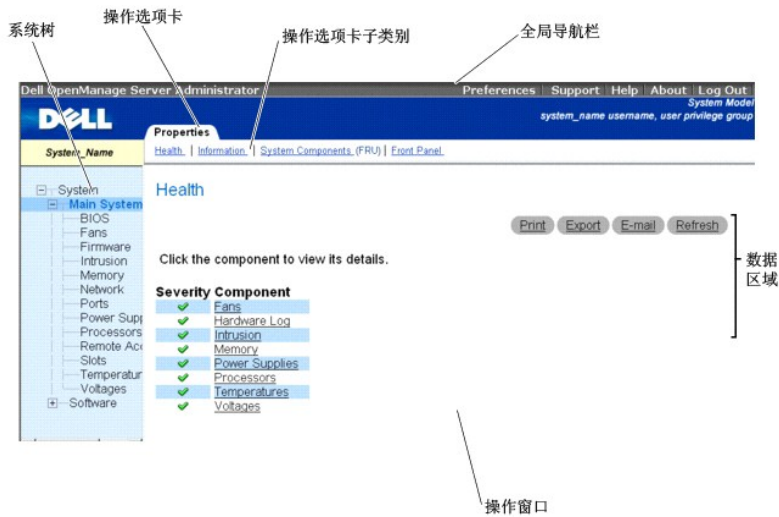 操作选项卡
系统树
操作选项卡子类别
全局导航栏
Dell OpenManage Server Administrator
Preferences | Support | Help | About | Log Out
System Model
system_name username, user privilege group
DELL
Properties
System_Name
Health | Information | System Components (FRU) | Front Panel
System
Main System
BIOS
Fans
Firmware
Intrusion
Memory
Network
Ports
Power Supp
Processors
Remote Acc
Slots
Temperatur
Voltages
Software
Health
Print
Export
E-mail
Refresh
Click the component to view its details.
Severity Component
Fans
Hardware Log
Intrusion
Memory
Power Supplies
Processors
Temperatures
Voltages
数据
区域
操作窗口